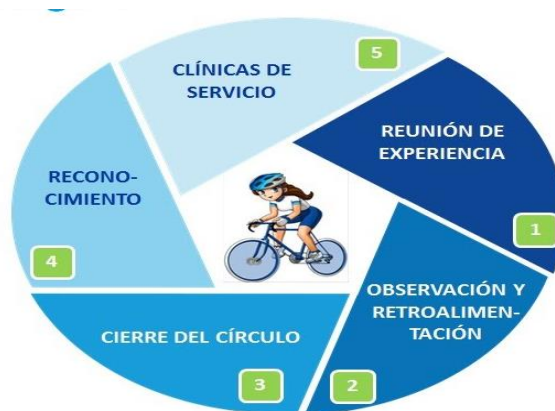 CLÍNICAS DE
SERVICIO
5
REUNIÓN DE
EXPERIENCIA
1
OBSERVACIÓN Y
RETROALIMEN-
TACIÓN
2
CIERRE DEL CÍRCULO
3
RECONO-
CIMIENTO
4